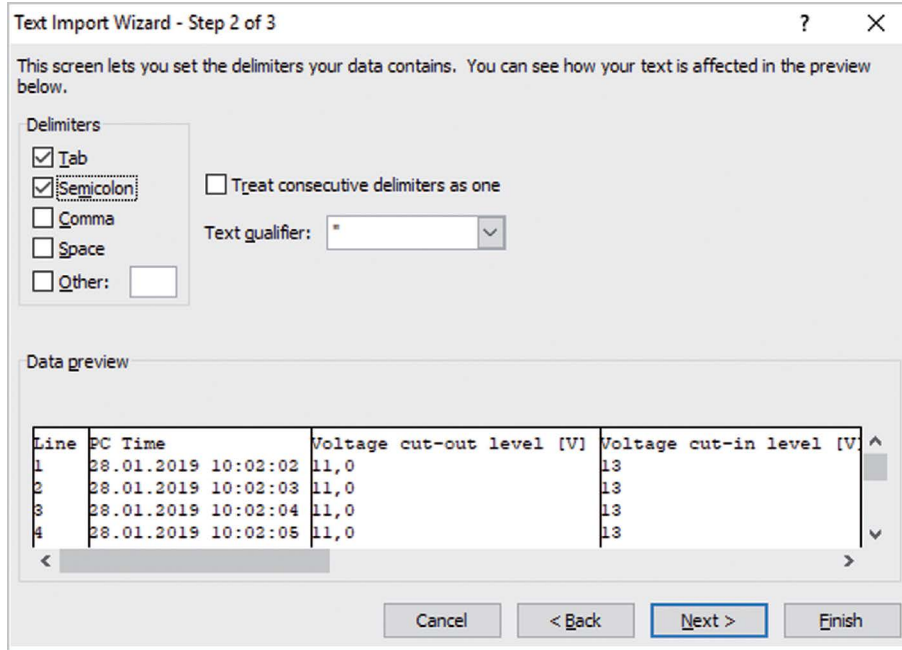 Text Import Wizard - Step 2 of 3 ?
This screen lets you set the delimiters your data contains. You can see how your text is affected in the preview
below.
Delimiters
Tab
Semicolon
Comma
Space
Other:
Treat consecutive delimiters as one
Text qualifier: "
Data preview
Line PC Time Voltage cut-out level [V] Voltage cut-in level [V]
1 28.01.2019 10:02:02 11,0 13
2 28.01.2019 10:02:03 11,0 13
3 28.01.2019 10:02:04 11,0 13
4 28.01.2019 10:02:05 11,0 13
Cancel < Back Next > Finish